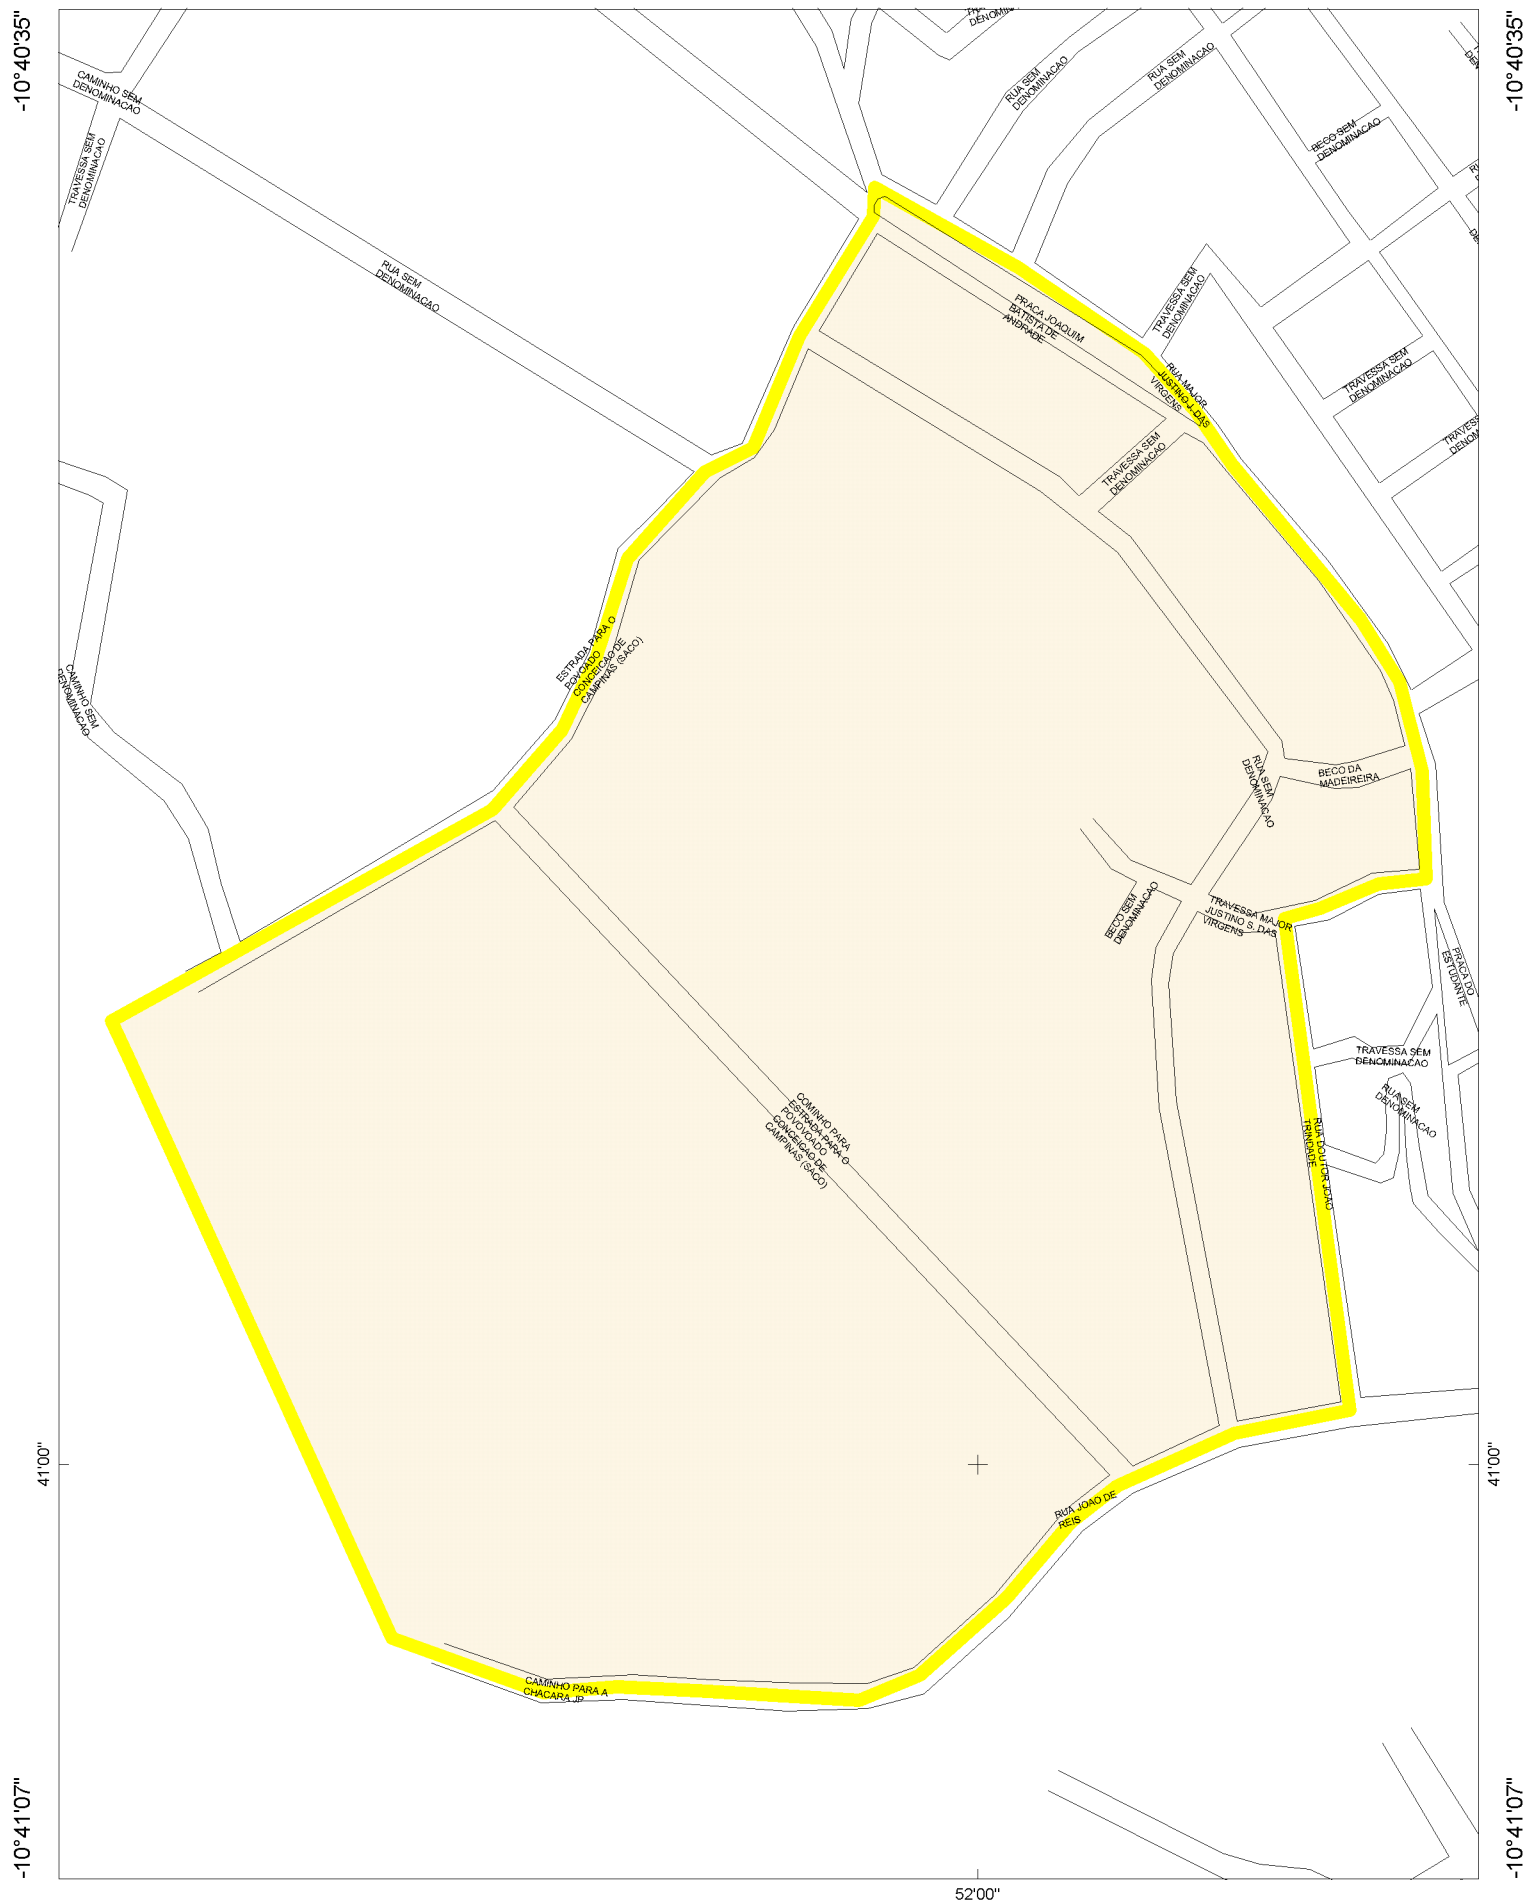 -10°40'35"
-10°40'35"
DENOMINACAO
CAMINHO SEM
DENOMINACAO
TRAVESSA SEM
DENOMINACAO
RUA SEM
DENOMINACAO
RUA SEM
DENOMINACAO
RUA SEM
DENOMINACAO
BECO SEM
DENOMINACAO
TRAVESSA SEM
DENOMINACAO
PRACA JOAQUIM
BATISTA DE
ANDRADE
RUA MAJOR
JUSTINO J. DAS
VIRGENS
TRAVESSA SEM
DENOMINACAO
TRAVESSA SEM
DENOMINACAO
ESTRADA PARA O
POVOADO
CONCEICAO DE
CAMPINAS (SACO)
CAMINHO SEM
DENOMINACAO
RUA SEM
DENOMINACAO
BECO DA
MADEIREIRA
BECO SEM
DENOMINACAO
TRAVESSA MAJOR
JUSTINO S. DAS
VIRGENS
PRACA DO
ESTUDANTE
TRAVESSA SEM
DENOMINACAO
RUA SEM
DENOMINACAO
COMINHO PARA
ESTRADA PARA O
POVOVOADO
CONCEICAO DE
CAMPINAS (SACO)
RUA DOUTOR JOAO
TRINDADE
41'00"
41'00"
RUA JOAO DE
REIS
CAMINHO PARA A
CHACARA JP
-10°41'07"
-10°41'07"
52'00"